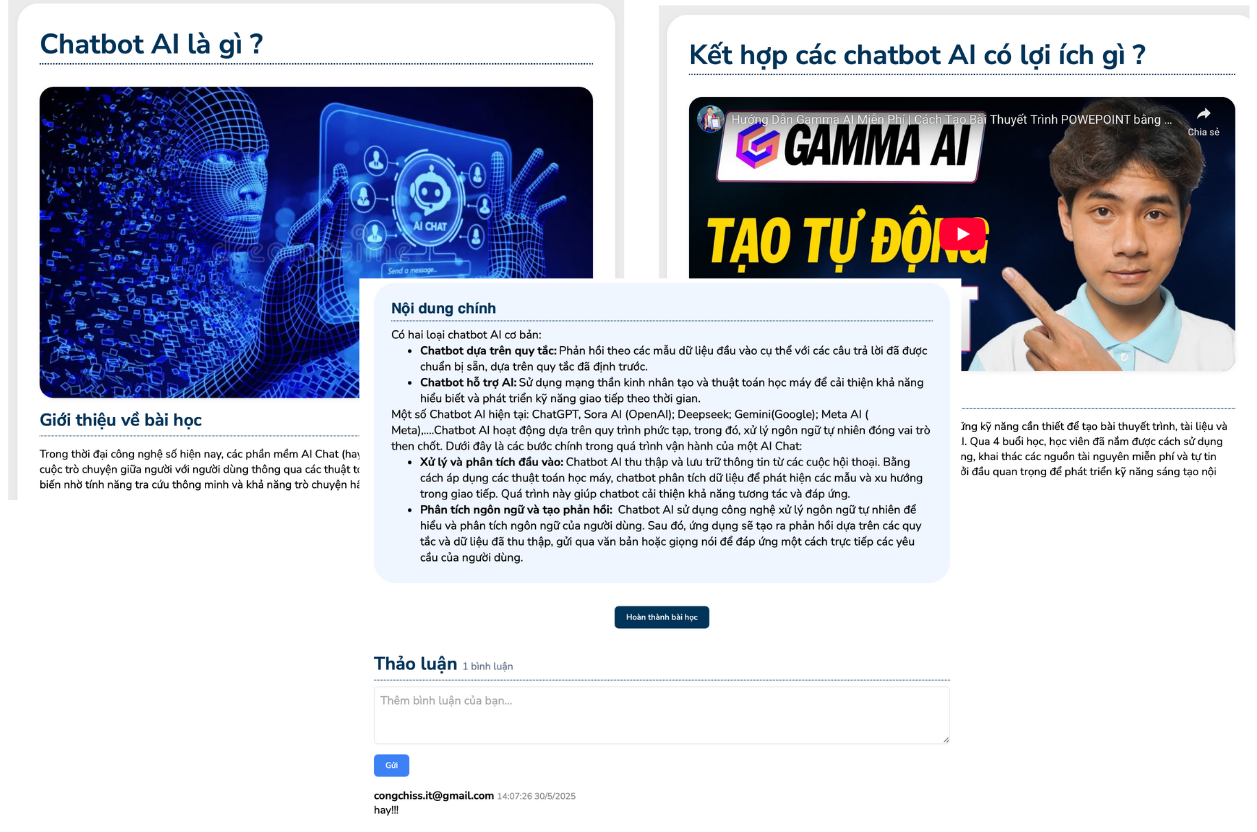 Chatbot AI là gì ?
AI CHAT
Send a message...
Giới thiệu về bài học
Trong thời đại công nghệ số hiện nay, các phần mềm AI Chat (hay
cuộc trò chuyện giữa người với người dùng thông qua các thuật to
biến nhờ tính năng tra cứu thông minh và khả năng trò chuyện hà
Kết hợp các chatbot AI có lợi ích gì ?
Hướng Dẫn Gamma AI Miễn Phí | Cách Tạo Bài Thuyết Trình POWEPOINT bằng ...
Chia sẻ
GAMMA AI
TẠO TỰ ĐỘNG
T
ững kỹ năng cần thiết để tạo bài thuyết trình, tài liệu và
I. Qua 4 buổi học, học viên đã nắm được cách sử dụng
ng, khai thác các nguồn tài nguyên miễn phí và tự tin
ởi đầu quan trọng để phát triển kỹ năng sáng tạo nội
Nội dung chính
Có hai loại chatbot AI cơ bản:
• Chatbot dựa trên quy tắc: Phản hồi theo các mẫu dữ liệu đầu vào cụ thể với các câu trả lời đã được
chuẩn bị sẵn, dựa trên quy tắc đã định trước.
• Chatbot hỗ trợ AI: Sử dụng mạng thần kinh nhân tạo và thuật toán học máy để cải thiện khả năng
hiểu biết và phát triển kỹ năng giao tiếp theo thời gian.
Một số Chatbot AI hiện tại: ChatGPT, Sora AI (OpenAI); Deepseek; Gemini(Google); Meta AI (
Meta),....Chatbot AI hoạt động dựa trên quy trình phức tạp, trong đó, xử lý ngôn ngữ tự nhiên đóng vai trò
then chốt. Dưới đây là các bước chính trong quá trình vận hành của một AI Chat:
• Xử lý và phân tích đầu vào: Chatbot AI thu thập và lưu trữ thông tin từ các cuộc hội thoại. Bằng
cách áp dụng các thuật toán học máy, chatbot phân tích dữ liệu để phát hiện các mẫu và xu hướng
trong giao tiếp. Quá trình này giúp chatbot cải thiện khả năng tương tác và đáp ứng.
• Phân tích ngôn ngữ và tạo phản hồi: Chatbot AI sử dụng công nghệ xử lý ngôn ngữ tự nhiên để
hiểu và phân tích ngôn ngữ của người dùng. Sau đó, ứng dụng sẽ tạo ra phản hồi dựa trên các quy
tắc và dữ liệu đã thu thập, gửi qua văn bản hoặc giọng nói để đáp ứng một cách trực tiếp các yêu
cầu của người dùng.
Hoàn thành bài học
Thảo luận 1 bình luận
Thêm bình luận của bạn...
Gửi
congchiss.it@gmail.com 14:07:26 30/5/2025
hay!!!